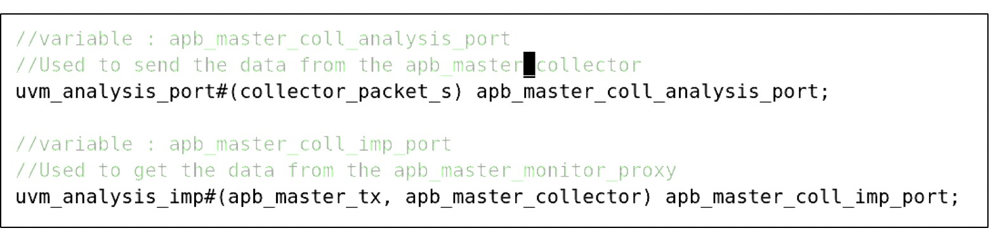 //variable : apb_master_coll_analysis_port
//Used to send the data from the apb_master_collector
uvm_analysis_port#(collector_packet_s) apb_master_coll_analysis_port;
//variable : apb_master_coll_imp_port
//Used to get the data from the apb_master_monitor_proxy
uvm_analysis_imp#(apb_master_tx, apb_master_collector) apb_master_coll_imp_port;